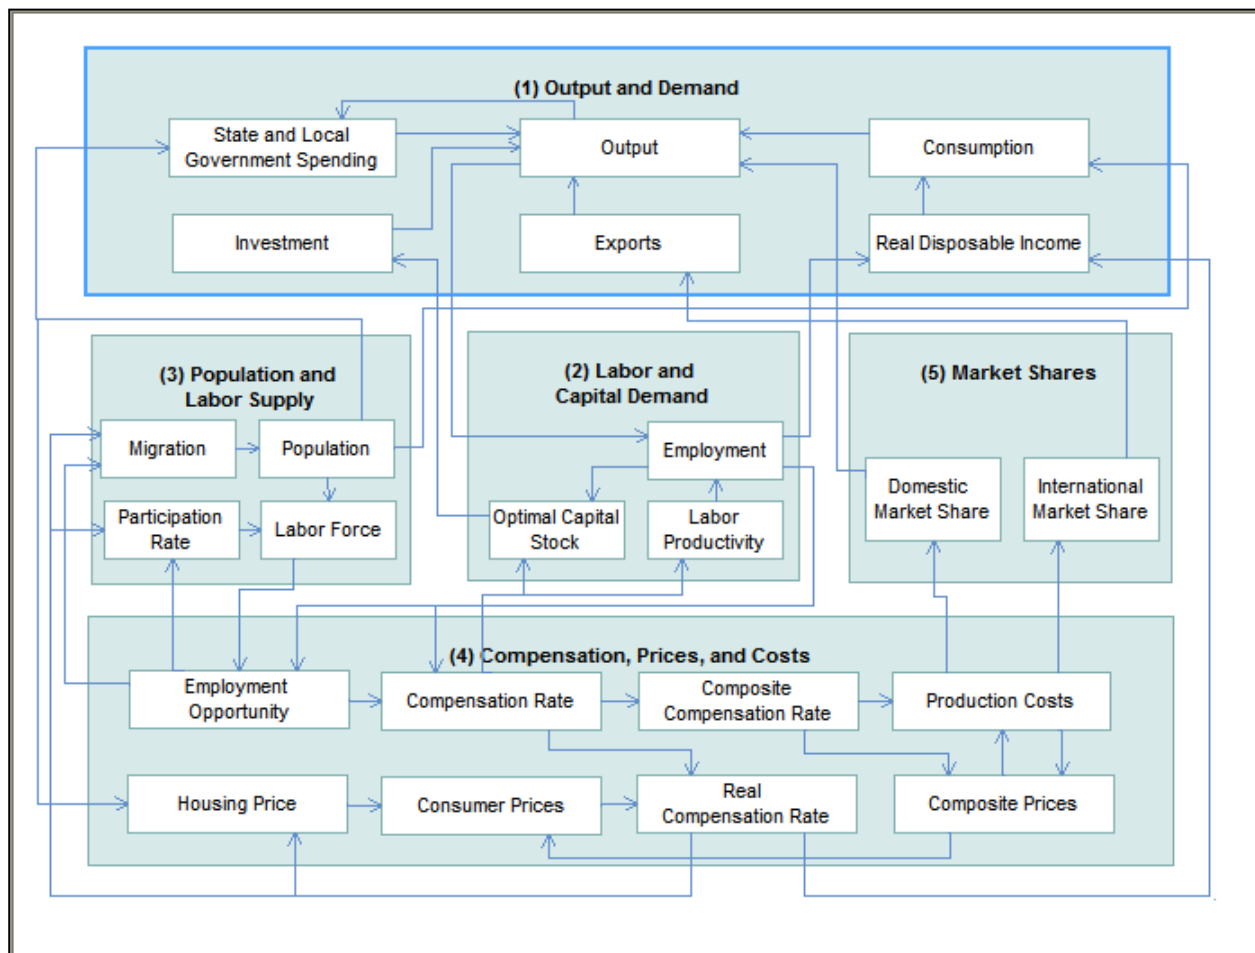 (1) Output and Demand
State and Local
Government Spending
Output
Consumption
Investment
Exports
Real Disposable Income
(3) Population and
Labor Supply
Migration
Population
Participation
Rate
Labor Force
(2) Labor and
Capital Demand
Employment
Optimal Capital
Stock
Labor
Productivity
(5) Market Shares
Domestic
Market Share
International
Market Share
(4) Compensation, Prices, and Costs
Employment
Opportunity
Compensation Rate
Composite
Compensation Rate
Production Costs
Housing Price
Consumer Prices
Real
Compensation Rate
Composite Prices